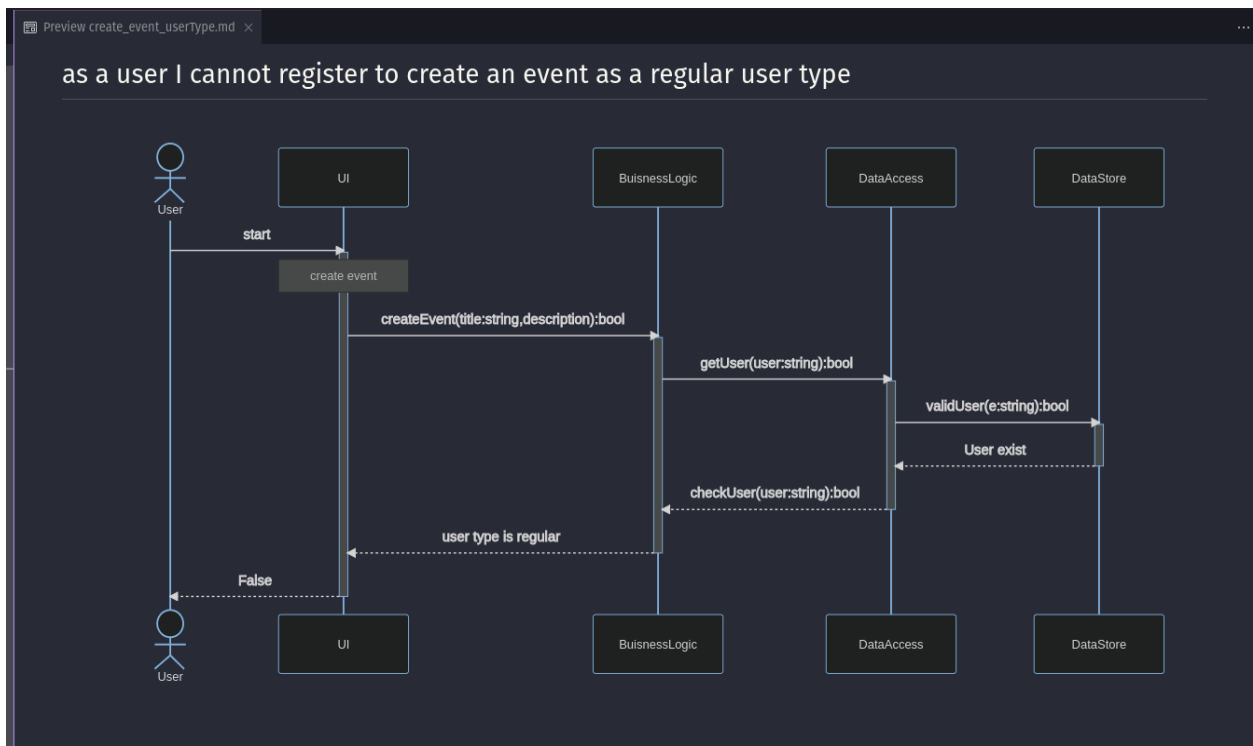 Preview create_event_userType.md
as a user I cannot register to create an event as a regular user type
User
UI
BuisnessLogic
DataAccess
DataStore
start
create event
createEvent(title:string,description):bool
getUser(user:string):bool
validUser(e:string):bool
User exist
checkUser(user:string):bool
user type is regular
False
User
UI
BuisnessLogic
DataAccess
DataStore